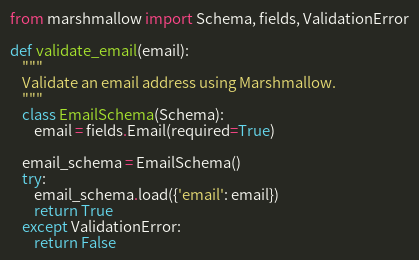 from marshmallow import Schema, fields, ValidationError

def validate_email(email):
    """
    Validate an email address using Marshmallow.
    """
    class EmailSchema(Schema):
        email = fields.Email(required=True)

    email_schema = EmailSchema()
    try:
        email_schema.load({'email': email})
        return True
    except ValidationError:
        return False